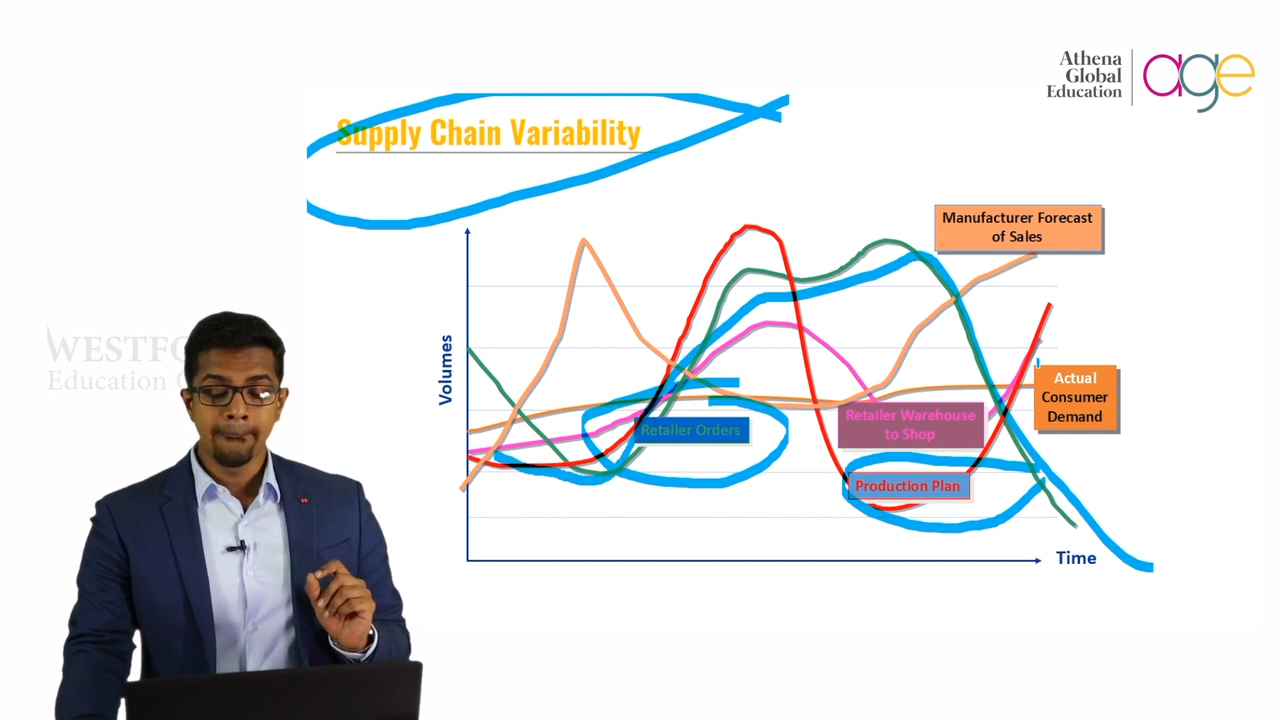 Athena
Global
Education
age
Supply Chain Variability
Manufacturer Forecast
of Sales
WESTFO
Education
Volumes
Actual
Consumer
Demand
Retailer Warehouse
to Shop
Retailer Orders
Production Plan
Time